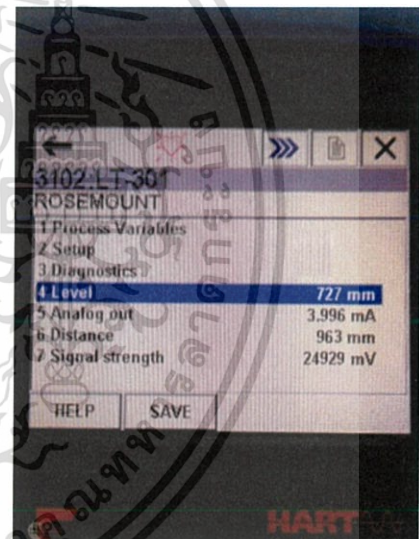 3102:LT-301
ROSEMOUNT
1 Process Variables
2 Setup
3 Diagnostics
4 Level 727 mm
5 Analog out 3.996 mA
6 Distance 963 mm
7 Signal strength 24929 mV
HELP SAVE
HART